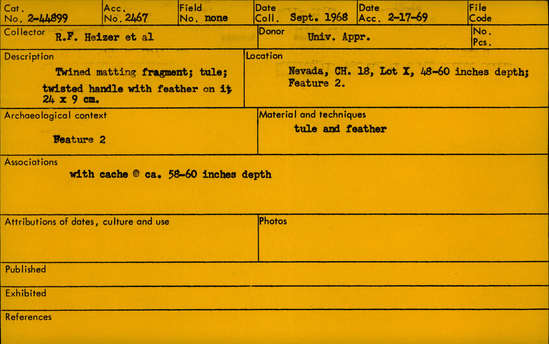 Cat. No. 2-44899 Acc. No. 2467 Field No. none Date Coll. Sept. 1968 Date Acc. 2-17-69 File Code
Collector R.F. Heizer et al Donor Univ. Appr. No. Pcs.
Description
Twined matting fragment; tule;
twisted handle with feather on it
24 x 9 cm.
Location
Nevada, CH. 18, Lot X, 48-60 inches depth;
Feature 2.
Archaeological context
Feature 2
Material and techniques
tule and feather
Associations
with cache @ ca. 58-60 inches depth
Attributions of dates, culture and use
Photos
Published
Exhibited
References